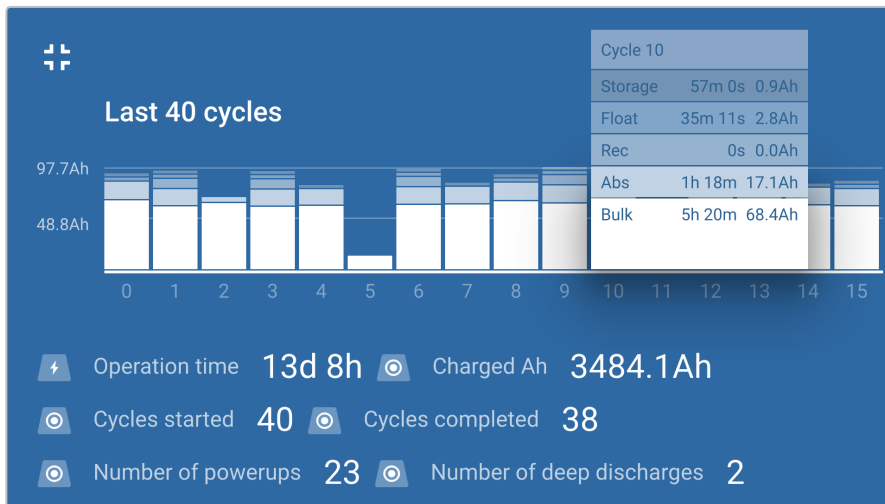 Cycle 10
Storage 57m 0s 0.9Ah
Float 35m 11s 2.8Ah
Rec 0s 0.0Ah
Abs 1h 18m 17.1Ah
Bulk 5h 20m 68.4Ah
Last 40 cycles
97.7Ah
48.8Ah
0 1 2 3 4 5 6 7 8 9 10 11 12 13 14 15
Operation time 13d 8h Charged Ah 3484.1Ah
Cycles started 40 Cycles completed 38
Number of powerups 23 Number of deep discharges 2